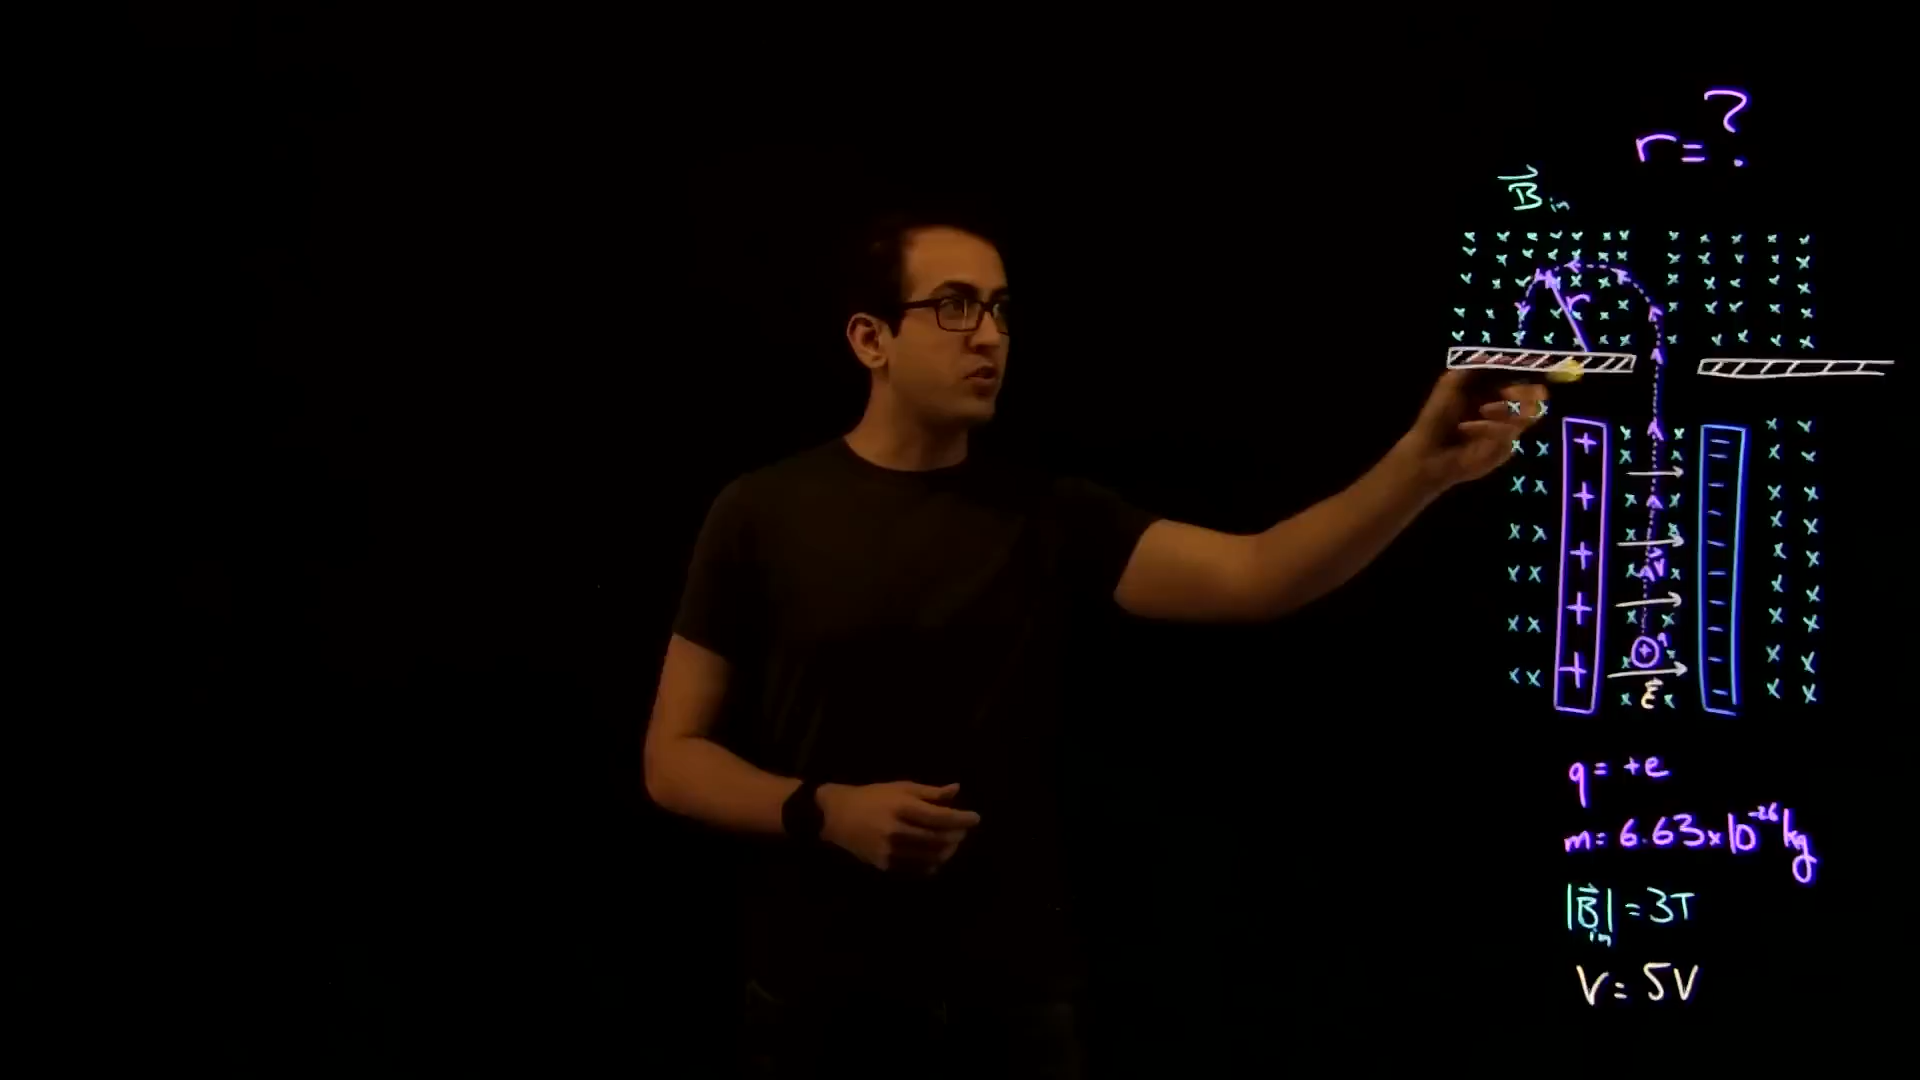 r = ?
B in
r
+ −
+
+
v
+
q
+
E
q = +e
m = 6.63 × 10^-26 kg
|B in| = 3T
V = 5V